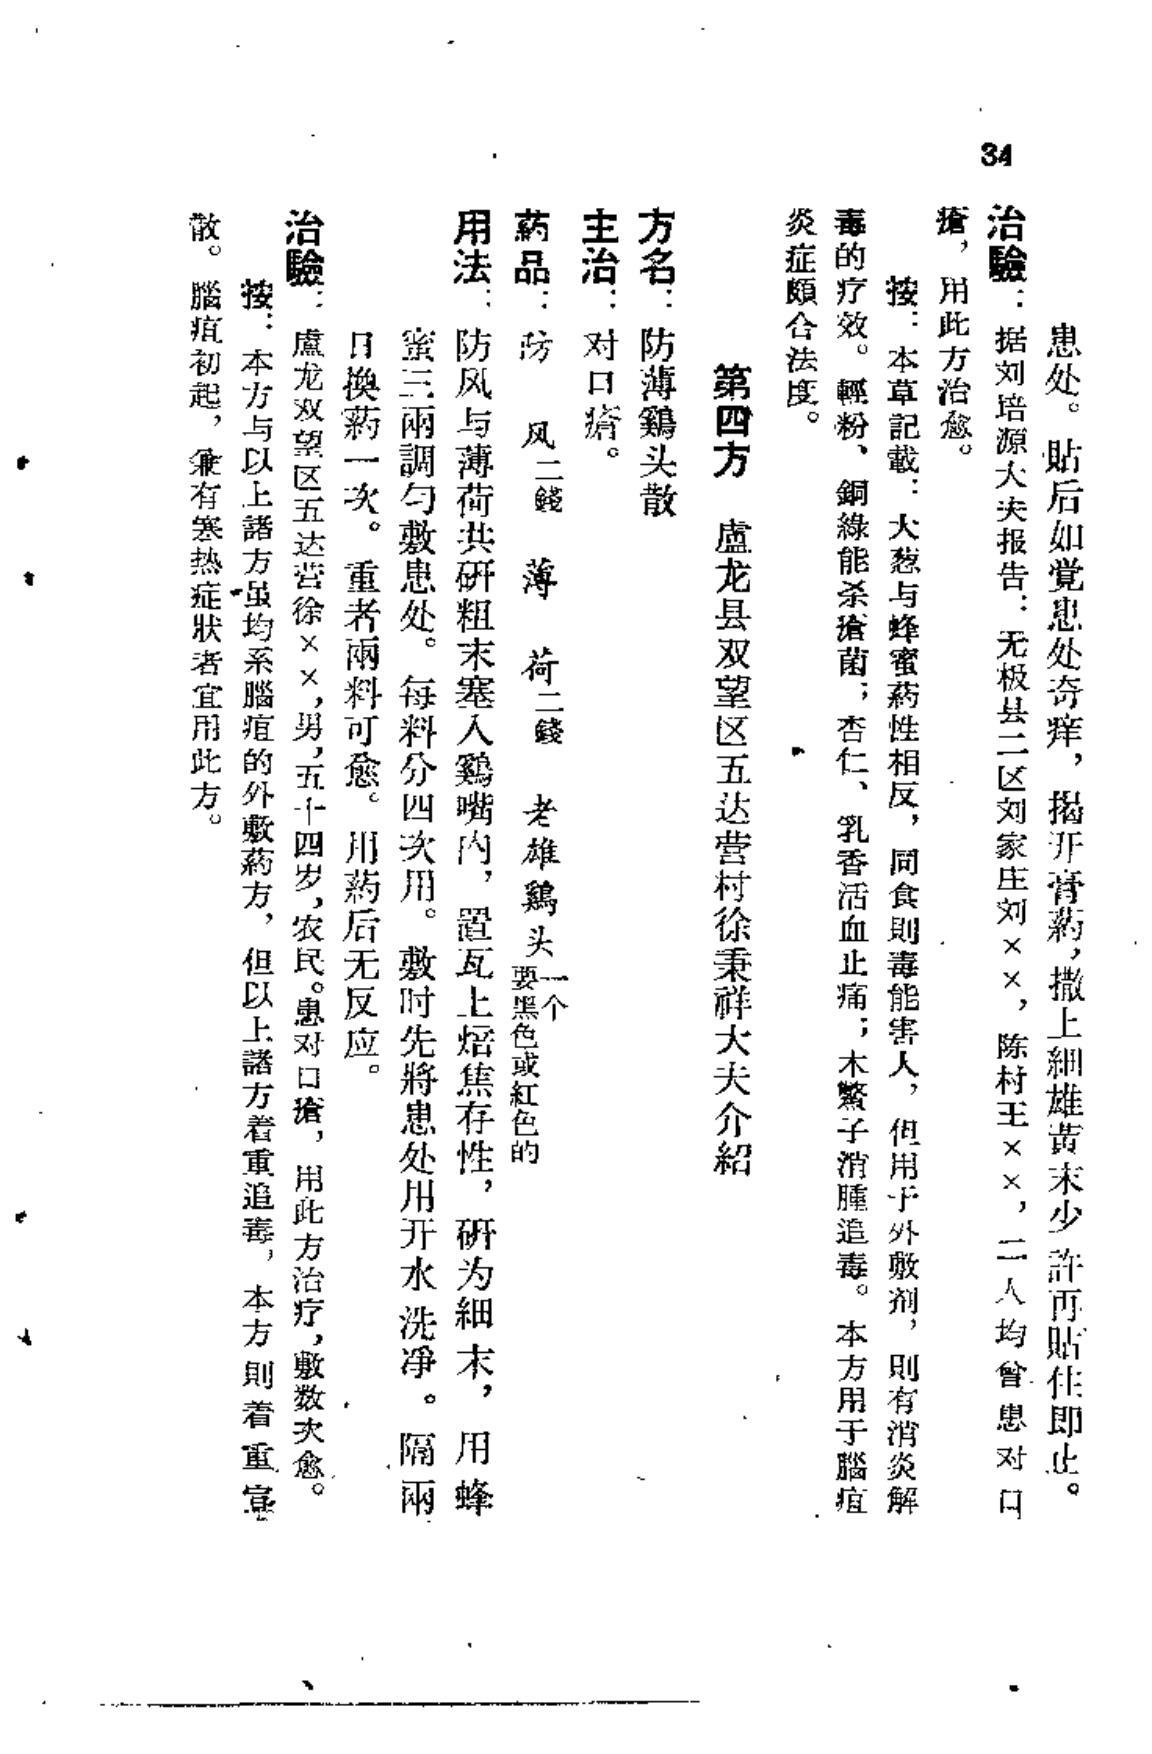 34
患处。貼后如覚患处奇痒，揭开膏葯，撒上細雄黄末少許再貼住即止。
治驗：据刘培源大夫报告：无极县二区刘家庄刘××，陈村王××，二人均曾患对口
瘡，用此方治愈。
按：本草記載：大葱与蜂蜜葯性相反，同食則毒能害人，但用于外敷剂，則有消炎解
毒的疗效。輕粉、銅綠能杀瘡菌；杏仁、乳香活血止痛；木鱉子消腫追毒。本方用于腦疽
炎症頗合法度。
第四方　盧龙县双望区五达营村徐秉祥大夫介紹
方名：防薄鷄头散
主治：对口瘡。
葯品：防　风二錢　薄　荷二錢　老雄鷄头一个要黑色或紅色的
用法：防风与薄荷共研粗末塞入鷄嘴内，置瓦上焙焦存性，研为細末，用蜂
蜜三兩調匀敷患处。每料分四次用。敷时先將患处用开水洗净。隔兩
日換葯一次。重者兩料可愈。用葯后无反应。
治驗：盧龙双望区五达营徐××，男，五十四岁，农民。患对口瘡，用此方治疗，敷数次愈。
按：本方与以上諸方虽均系腦疽的外敷葯方，但以上諸方着重追毒，本方則着重宣
散。腦疽初起，兼有寒热症狀者宜用此方。